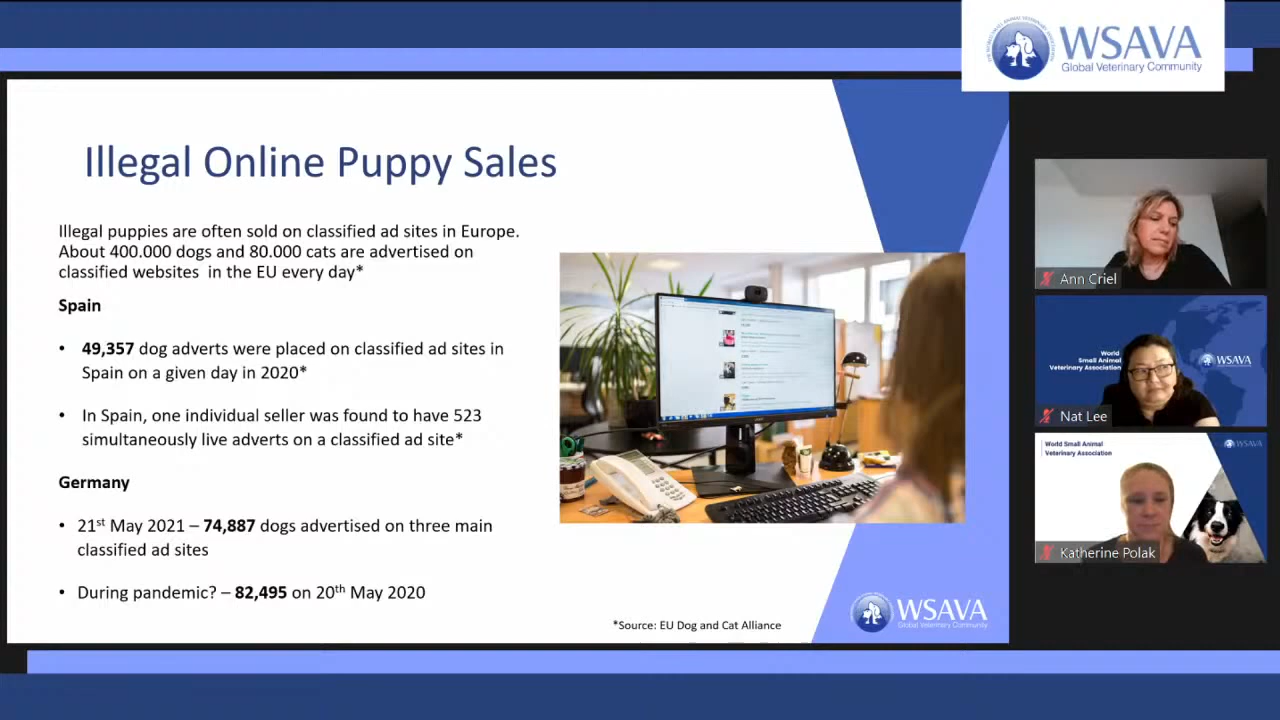 WSAVA
Global Veterinary Community
Illegal Online Puppy Sales
Illegal puppies are often sold on classified ad sites in Europe.
About 400.000 dogs and 80.000 cats are advertised on
classified websites in the EU every day*
Spain
• 49,357 dog adverts were placed on classified ad sites in
Spain on a given day in 2020*
• In Spain, one individual seller was found to have 523
simultaneously live adverts on a classified ad site*
Germany
• 21st May 2021 – 74,887 dogs advertised on three main
classified ad sites
• During pandemic? – 82,495 on 20th May 2020
*Source: EU Dog and Cat Alliance
WSAVA
Global Veterinary Community
Ann Criel
World
Small Animal
Veterinary Association
WSAVA
Nat Lee
World Small Animal
Veterinary Association
WSAVA
Katherine Polak